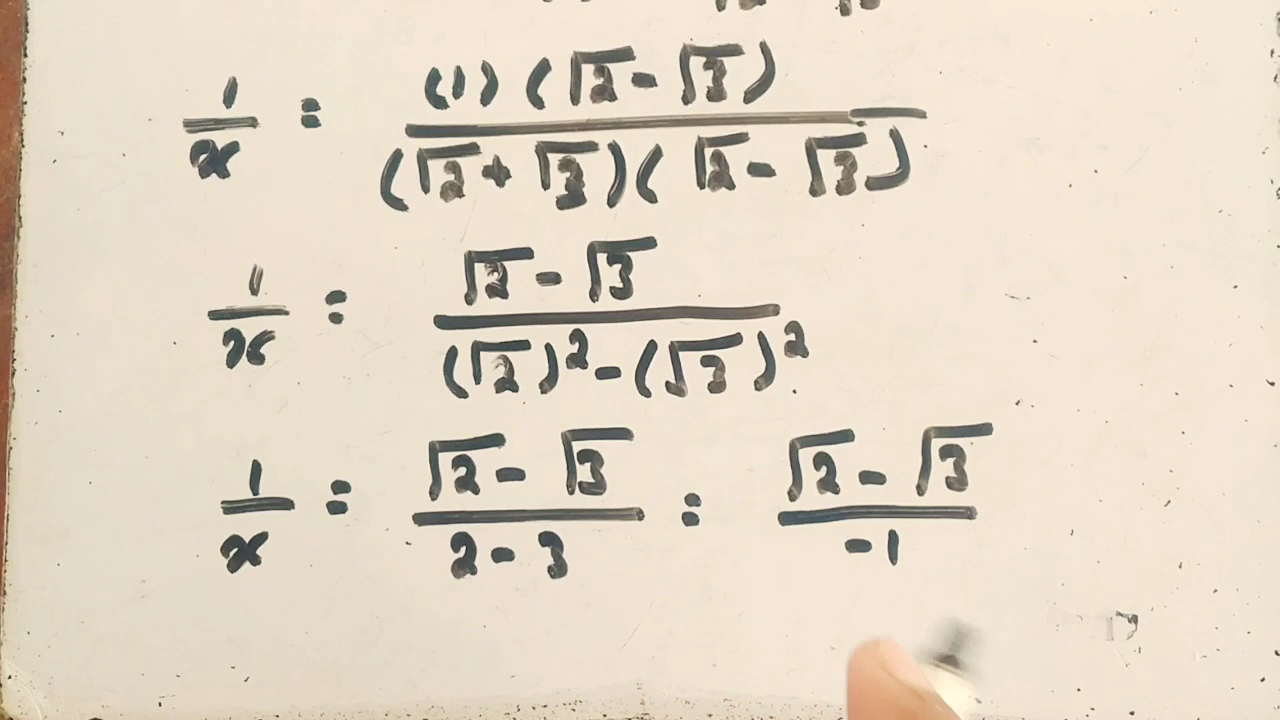 1/x = (1)(√2 - √3) / (√2 + √3)(√2 - √3)
1/x = √2 - √3 / (√2)² - (√3)²
1/x = √2 - √3 / 2 - 3 = √2 - √3 / -1